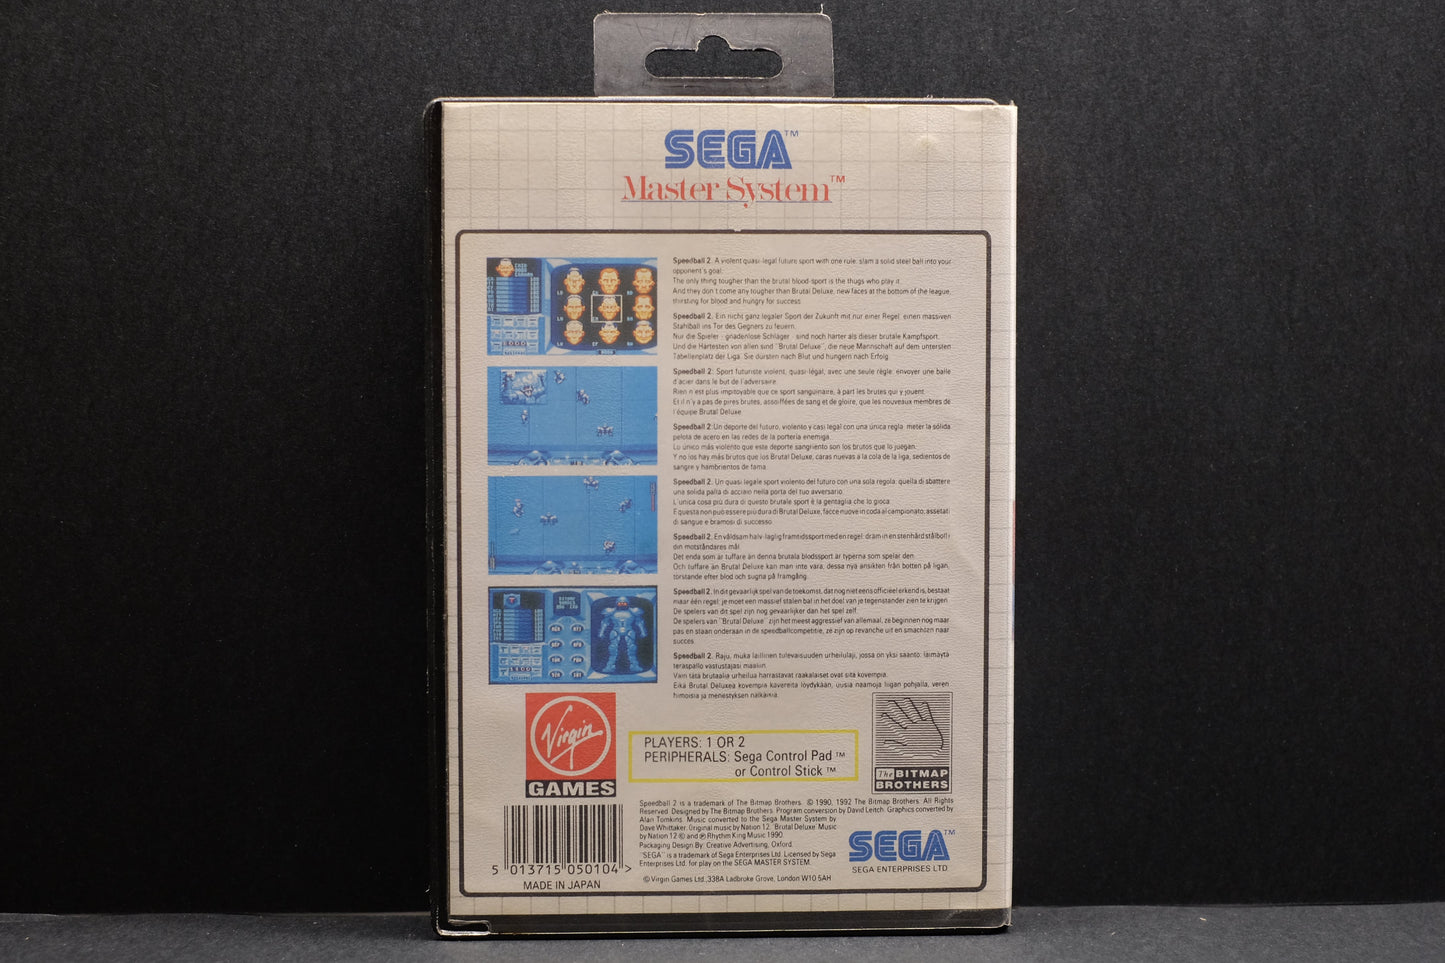 SEGA™
Master System™
Speedball 2. A violent quasi-legal future sport with one rule: slam a solid steel ball into your
opponent's goal.
The only thing tougher than the brutal blood-sport is the thugs who play it.
And they don't come any tougher than Brutal Deluxe, new faces at the bottom of the league,
thirsting for blood and hungry for success.
Speedball 2. Ein nicht ganz legaler Sport der Zukunft mit nur einer Regel: einen massiven
Stahlball ins Tor des Gegners zu feuern.
Nur die Spieler - gnadenlose Schläger - sind noch härter als dieser brutale Kampfsport.
Und die Härtesten von allen sind "Brutal Deluxe", die neue Mannschaft auf dem untersten
Tabellenplatz der Liga. Sie dürsten nach Blut und hungern nach Erfolg.
Speedball 2: Sport futuriste violent, quasi-légal, avec une seule règle: envoyer une balle
d'acier dans le but de l'adversaire.
Rien n'est plus impitoyable que ce sport sanguinaire, à part les brutes qui y jouent.
Et il n'y a pas de pires brutes, assoiffées de sang et de gloire, que les nouveaux membres de
l'équipe Brutal Deluxe
Speedball 2: Un deporte del futuro, violento y casi legal con una única regla: meter la sólida
pelota de acero en las redes de la portería enemiga.
Lo único más violento que este deporte sangriento son los brutos que lo juegan.
Y no los hay más brutos que los Brutal Deluxe, caras nuevas a la cola de la liga, sedientos de
sangre y hambrientos de fama.
Speedball 2. Un quasi legale sport violento del futuro con una sola regola: quella di sbattere
una solida palla di acciaio nella porta del tuo avversario.
L'unica cosa più dura di questo brutale sport è la gentaglia che lo gioca.
E questa non può essere più dura di Brutal Deluxe, facce nuove in coda al campionato, assetati
di sangue e bramosi di successo.
Speedball 2. En våldsam halv-laglig framtidssport med en regel: dräm in en stenhård stålboll i
din motståndares mål.
Det enda som är tuffare än denna brutala blodssport är typerna som spelar den.
Och tuffare än Brutal Deluxe kan man inte vara, dessa nya ansikten från botten på ligan,
törstande efter blod och sugna på framgång.
Speedball 2. In dit gevaarlijk spel van de toekomst, dat nog niet eens officiëel erkend is, bestaat
maar één regel: je moet een massief stalen bal in het doel van je tegenstander zien te krijgen.
De spelers van dit spel zijn nog gevaarlijker dan het spel zelf.
De spelers van "Brutal Deluxe" zijn het meest aggressief van allemaal, ze beginnen nog maar
pas en staan onderaan in de speedballcompetitie, ze zijn op revanche uit en smachten naar
succes.
Speedball 2. Raju, muka laillinen tulevaisuuden urheilulaji, jossa on yksi sääntö: läimäytä
teräspallo vastustajasi maaliin.
Vain tätä brutaalia urheilua harrastavat raakalaiset ovat sitä kovempia.
Eikä Brutal Deluxea kovempia kavereita löydykään, uusia naamoja liigan pohjalla, veren
himoisia ja menestyksen nälkäisiä.
Virgin
GAMES
PLAYERS: 1 OR 2
PERIPHERALS: Sega Control Pad™
or Control Stick™
The BITMAP
BROTHERS
Speedball 2 is a trademark of The Bitmap Brothers. © 1990, 1992 The Bitmap Brothers. All Rights
Reserved. Designed by The Bitmap Brothers. Program conversion by David Leitch. Graphics converted by
Alan Tomkins. Music converted to the Sega Master System by
Dave Whittaker. Original music by Nation 12. 'Brutal Deluxe' Music
by Nation 12 © and ℗ Rhythm King Music 1990.
Packaging Design By: Creative Advertising, Oxford.
"SEGA" is a trademark of Sega Enterprises Ltd. Licensed by Sega
Enterprises Ltd. for play on the SEGA MASTER SYSTEM.
© Virgin Games Ltd., 338A Ladbroke Grove, London W10 5AH
SEGA™
SEGA ENTERPRISES LTD.
5 013715 050104 >
MADE IN JAPAN